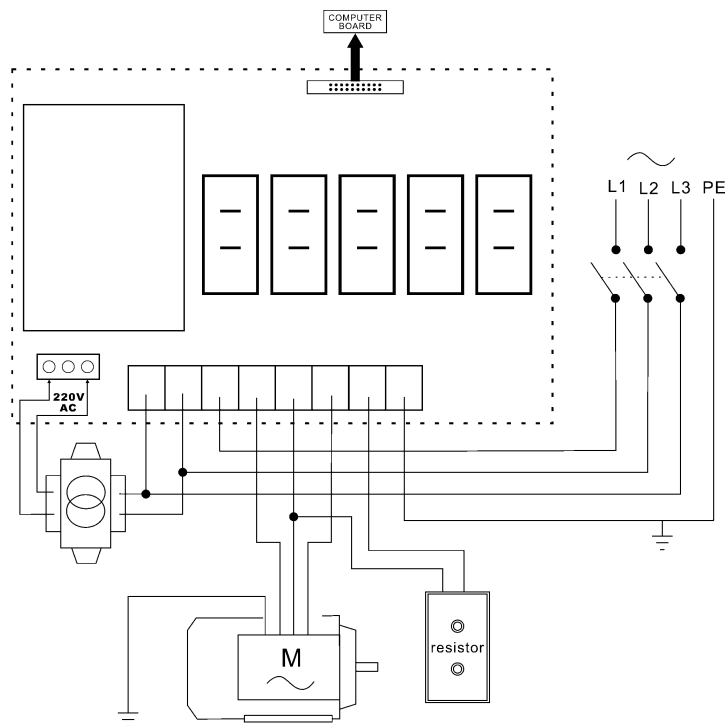 COMPUTER
BOARD
L1 L2 L3 PE
220V
AC
M
resistor